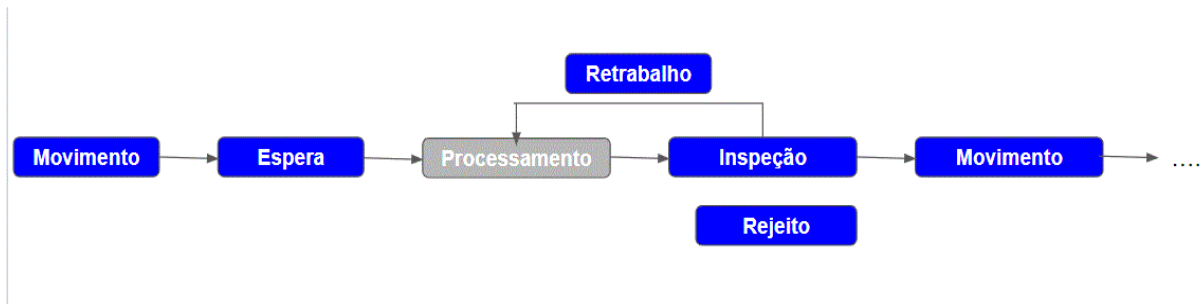 Retrabalho
Movimento
Espera
Processamento
Inspeção
Movimento
....
Rejeito